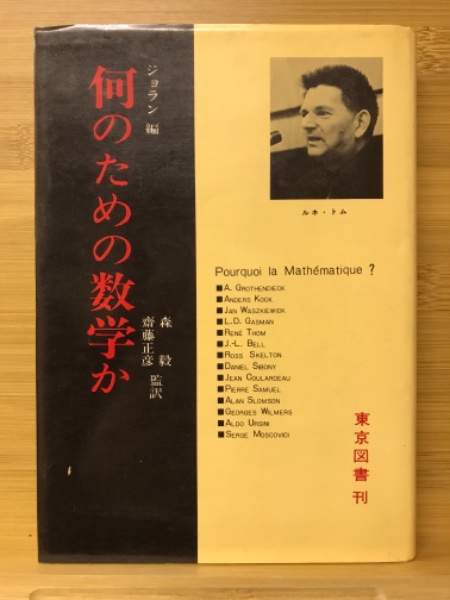 ジョラン 編
何のための数学か
森 毅
齋藤正彦 監訳
ルネ・トム
Pourquoi la Mathématique ?
■A. GROTHENDIECK
■ANDERS KOCK
■JAN WASZKIEWICK
■L.D. GASMAN
■RENÉ THOM
■J.-L. BELL
■ROSS SKELTON
■DANIEL SIBONY
■JEAN COULARDEAU
■PIERRE SAMUEL
■ALAN SLOMSON
■GEORGES WILMERS
■ALDO URSINI
■SERGE MOSCOVICI
東京図書刊